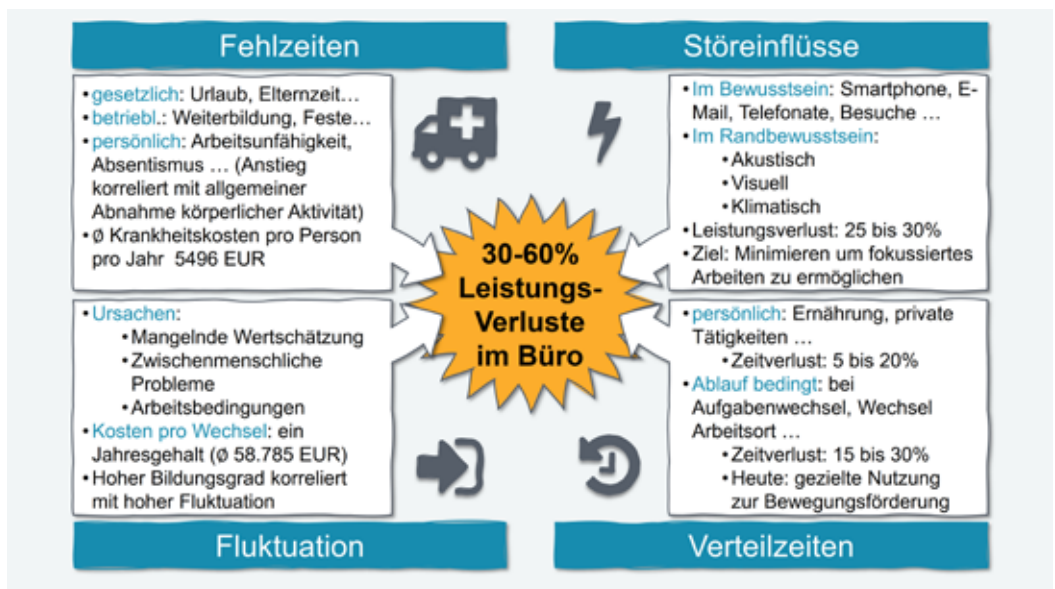 Fehlzeiten
•gesetzlich: Urlaub, Elternzeit…
•betriebl.: Weiterbildung, Feste…
•persönlich: Arbeitsunfähigkeit,
Absentismus … (Anstieg
korreliert mit allgemeiner
Abnahme körperlicher Aktivität)
•ø Krankheitskosten pro Person
pro Jahr 5496 EUR
Störeinflüsse
•Im Bewusstsein: Smartphone, E-
Mail, Telefonate, Besuche …
•Im Randbewusstsein:
•Akustisch
•Visuell
•Klimatisch
•Leistungsverlust: 25 bis 30%
•Ziel: Minimieren um fokussiertes
Arbeiten zu ermöglichen
30-60%
Leistungs-
Verluste
im Büro
•Ursachen:
•Mangelnde Wertschätzung
•Zwischenmenschliche
Probleme
•Arbeitsbedingungen
•Kosten pro Wechsel: ein
Jahresgehalt (ø 58.785 EUR)
•Hoher Bildungsgrad korreliert
mit hoher Fluktuation
Fluktuation
•persönlich: Ernährung, private
Tätigkeiten …
•Zeitverlust: 5 bis 20%
•Ablauf bedingt: bei
Aufgabenwechsel, Wechsel
Arbeitsort …
•Zeitverlust: 15 bis 30%
•Heute: gezielte Nutzung
zur Bewegungsförderung
Verteilzeiten